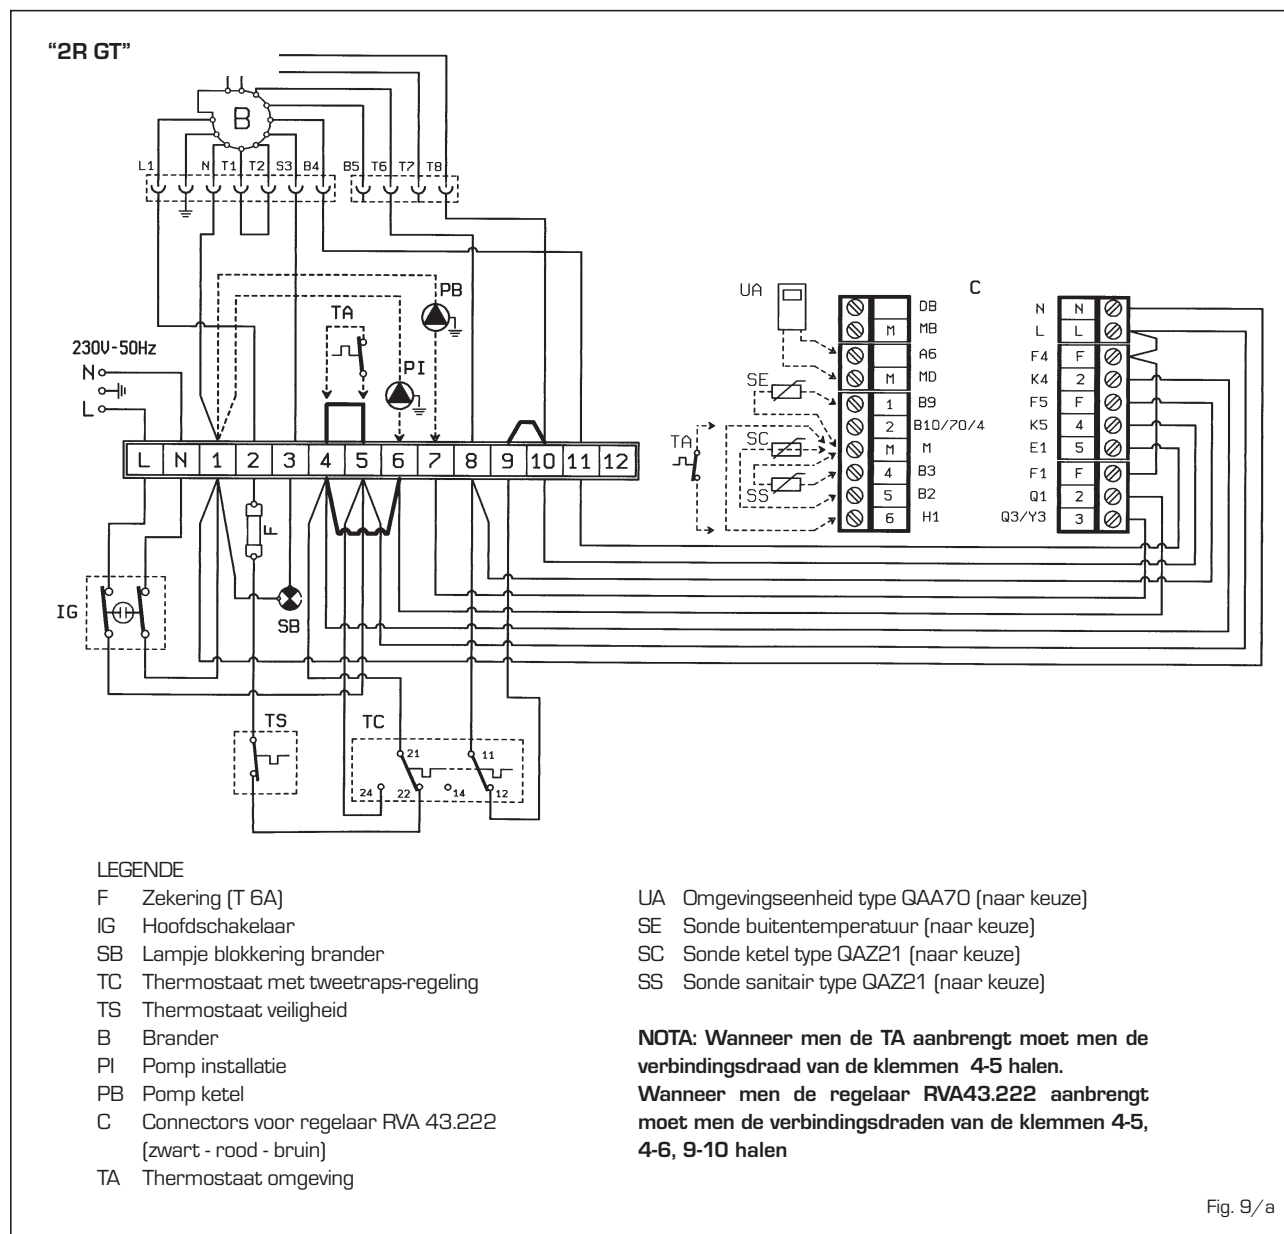 “2R GT”
B
L1 N T1 T2 S3 B4 B5 T6 T7 T8
230V-50Hz
N
L
TA
PB
PI
L N 1 2 3 4 5 6 7 8 9 10 11 12
F
IG
SB
TS
TC
21 11
24 22 14 12
UA
C
SE
TA
SC
SS
DB
M MB
A6
M MD
1 B9
2 B10/70/4
M M
4 B3
5 B2
6 H1
N N
L L
F4 F
K4 2
F5 F
K5 4
E1 5
F1 F
Q1 2
Q3/Y3 3
LEGENDE
F Zekering (T 6A)
IG Hoofdschakelaar
SB Lampje blokkering brander
TC Thermostaat met tweetraps-regeling
TS Thermostaat veiligheid
B Brander
PI Pomp installatie
PB Pomp ketel
C Connectors voor regelaar RVA 43.222
(zwart - rood - bruin)
TA Thermostaat omgeving
UA Omgevingseenheid type QAA70 (naar keuze)
SE Sonde buitentemperatuur (naar keuze)
SC Sonde ketel type QAZ21 (naar keuze)
SS Sonde sanitair type QAZ21 (naar keuze)
NOTA: Wanneer men de TA aanbrengt moet men de
verbindingsdraad van de klemmen 4-5 halen.
Wanneer men de regelaar RVA43.222 aanbrengt
moet men de verbindingsdraden van de klemmen 4-5,
4-6, 9-10 halen
Fig. 9/a